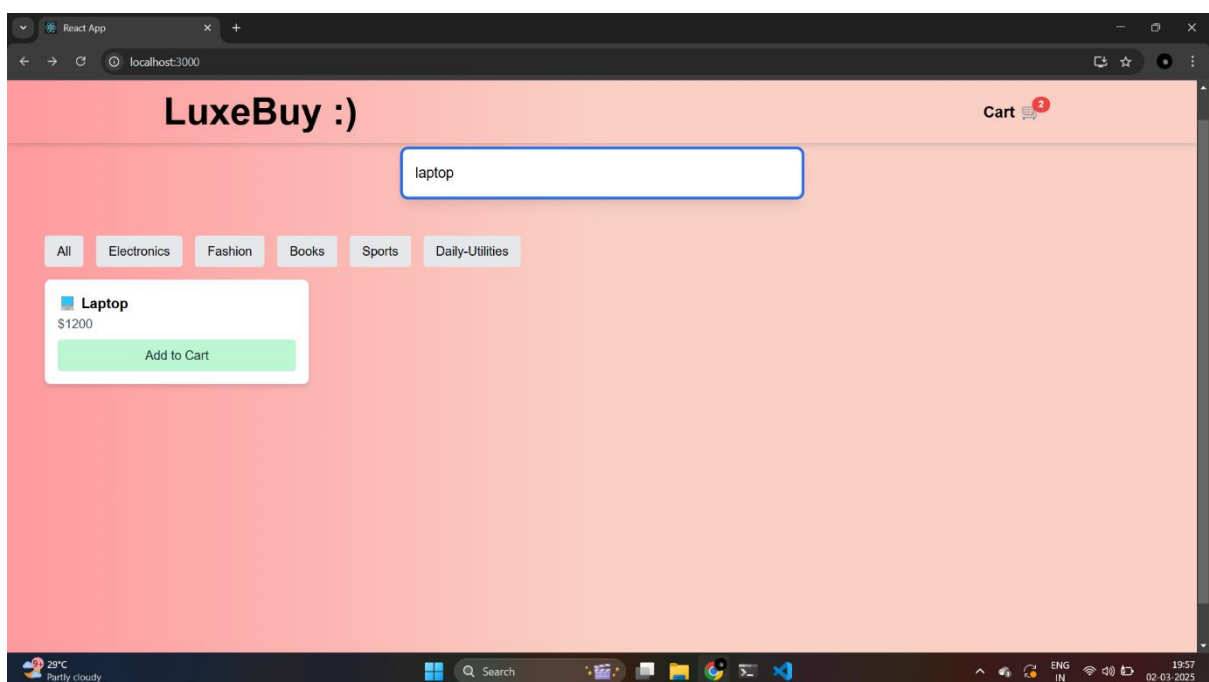 React App
localhost:3000
LuxeBuy :)
Cart 2
laptop
All Electronics Fashion Books Sports Daily-Utilities
Laptop
$1200
Add to Cart
29°C
Partly cloudy
Search
ENG
IN
19:57
02-03-2025